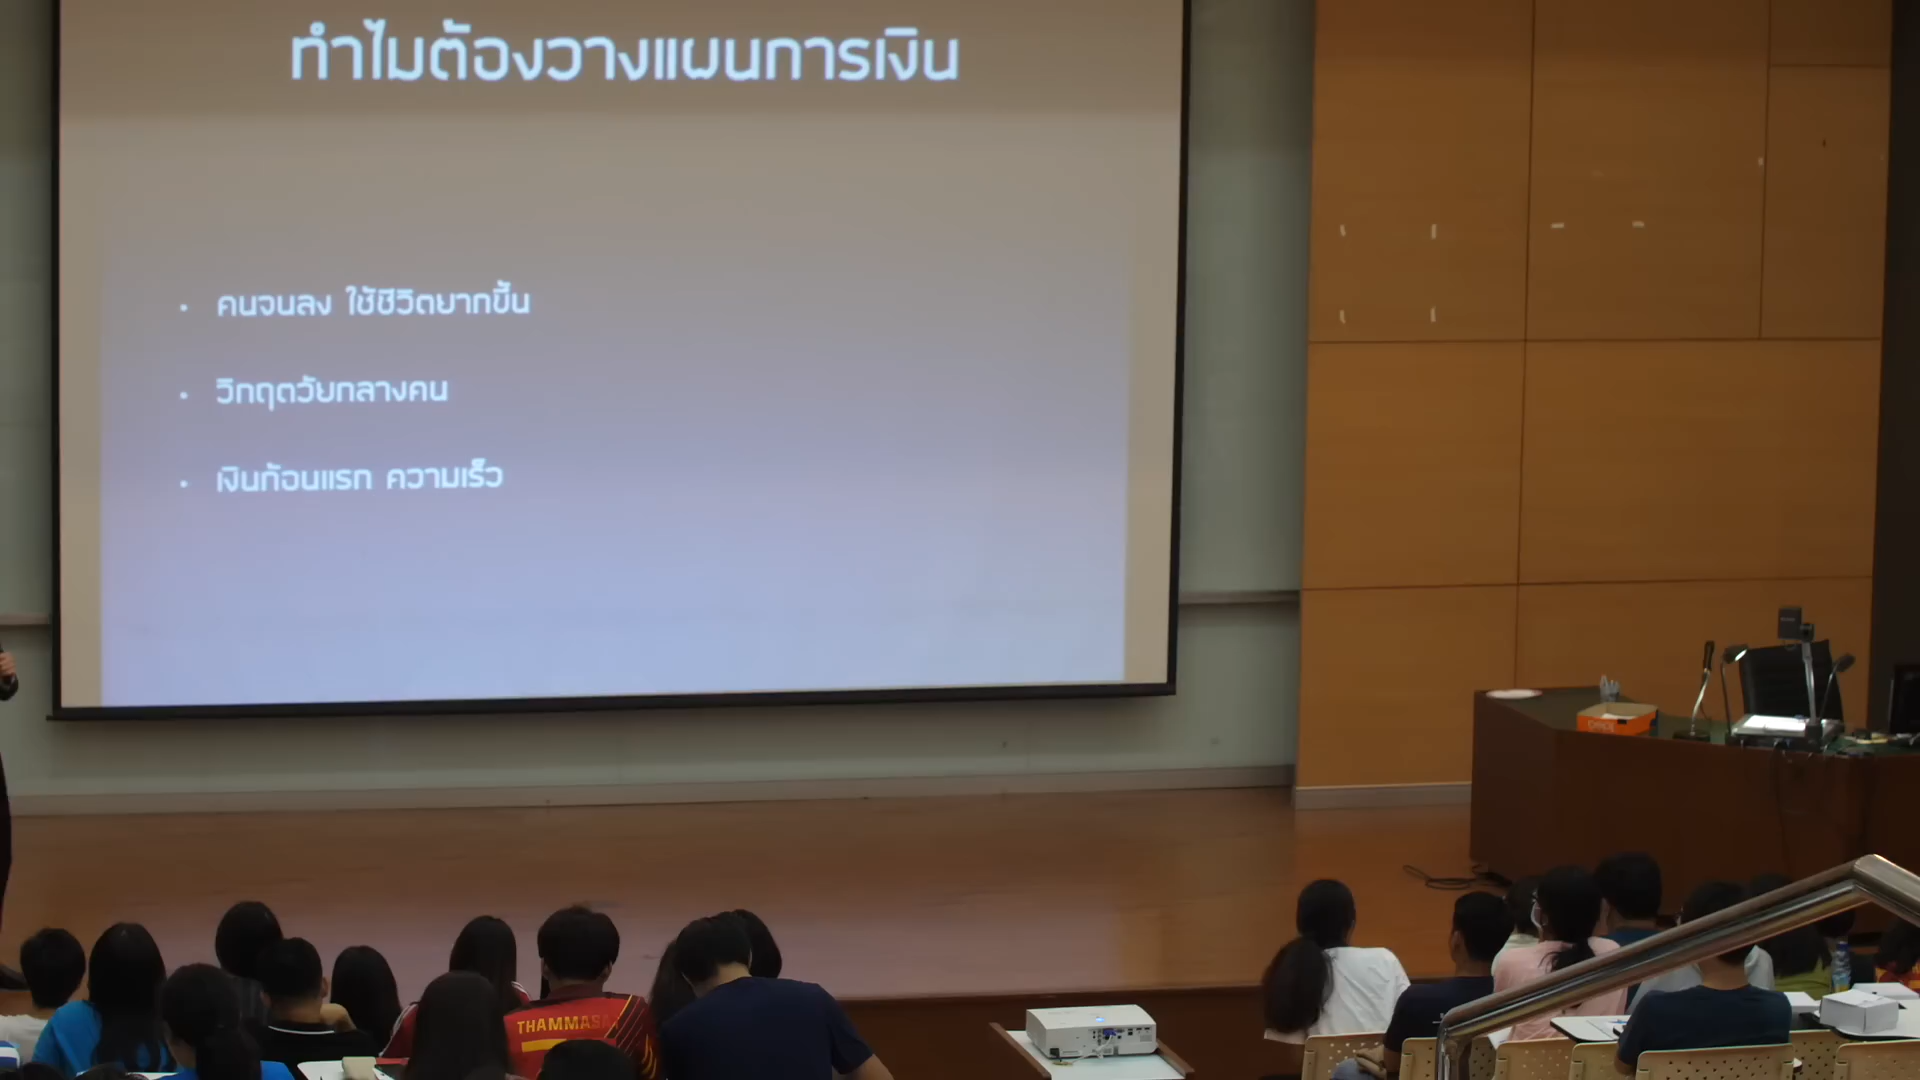 ทำไมต้องวางแผนการเงิน
• คนจนลง ใช้ชีวิตยากขึ้น
• วิกฤตวัยกลางคน
• เงินก้อนแรก ความเร็ว
THAMMASA